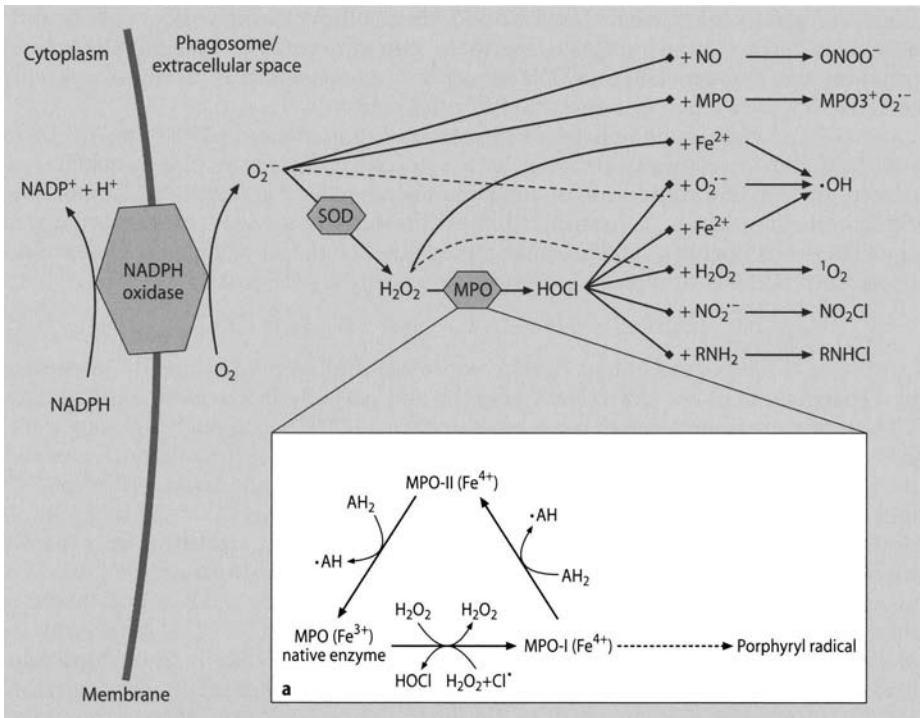 Cytoplasm
Phagosome/
extracellular space
NADP⁺ + H⁺
NADPH
oxidase
NADPH
O₂
O₂⁻
SOD
H₂O₂
MPO
HOCl
+ NO
ONOO⁻
+ MPO
MPO3⁺O₂·⁻
+ Fe²⁺
+ O₂⁻
·OH
+ Fe²⁺
+ H₂O₂
¹O₂
+ NO₂·⁻
NO₂Cl
+ RNH₂
RNHCl
Membrane
MPO-II (Fe⁴⁺)
AH₂
·AH
·AH
AH₂
MPO (Fe³⁺)
native enzyme
H₂O₂
H₂O₂
HOCl
H₂O₂+Cl•
MPO-I (Fe⁴⁺)
Porphyryl radical
a